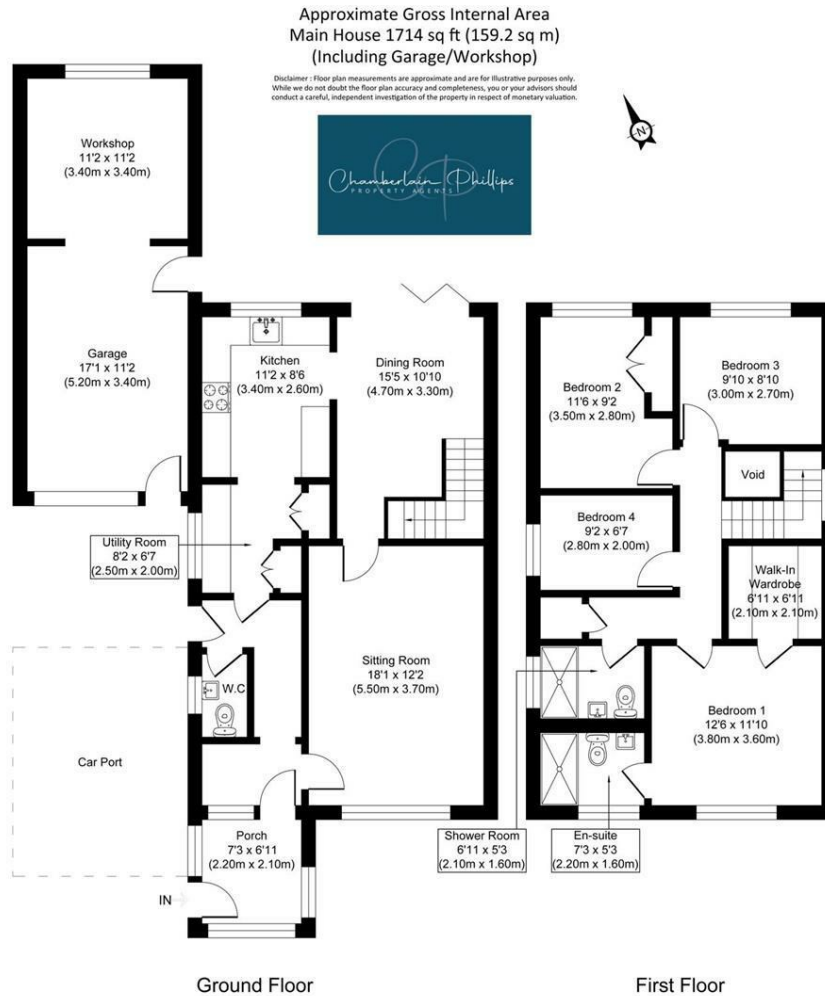 Approximate Gross Internal Area
Main House 1714 sq ft (159.2 sq m)
(Including Garage/Workshop)
Disclaimer : Floor plan measurements are approximate and are for Illustrative purposes only.
While we do not doubt the floor plan accuracy and completeness, you or your advisors should
conduct a careful, independent investigation of the property in respect of monetary valuation.
CP
Chamberlain Phillips
PROPERTY AGENTS
N
Workshop
11'2 x 11'2
(3.40m x 3.40m)
Garage
17'1 x 11'2
(5.20m x 3.40m)
Kitchen
11'2 x 8'6
(3.40m x 2.60m)
Dining Room
15'5 x 10'10
(4.70m x 3.30m)
Utility Room
8'2 x 6'7
(2.50m x 2.00m)
W.C
Sitting Room
18'1 x 12'2
(5.50m x 3.70m)
Car Port
Porch
7'3 x 6'11
(2.20m x 2.10m)
IN
Ground Floor
Bedroom 2
11'6 x 9'2
(3.50m x 2.80m)
Bedroom 3
9'10 x 8'10
(3.00m x 2.70m)
Void
Bedroom 4
9'2 x 6'7
(2.80m x 2.00m)
Walk-In
Wardrobe
6'11 x 6'11
(2.10m x 2.10m)
Bedroom 1
12'6 x 11'10
(3.80m x 3.60m)
Shower Room
6'11 x 5'3
(2.10m x 1.60m)
En-suite
7'3 x 5'3
(2.20m x 1.60m)
First Floor